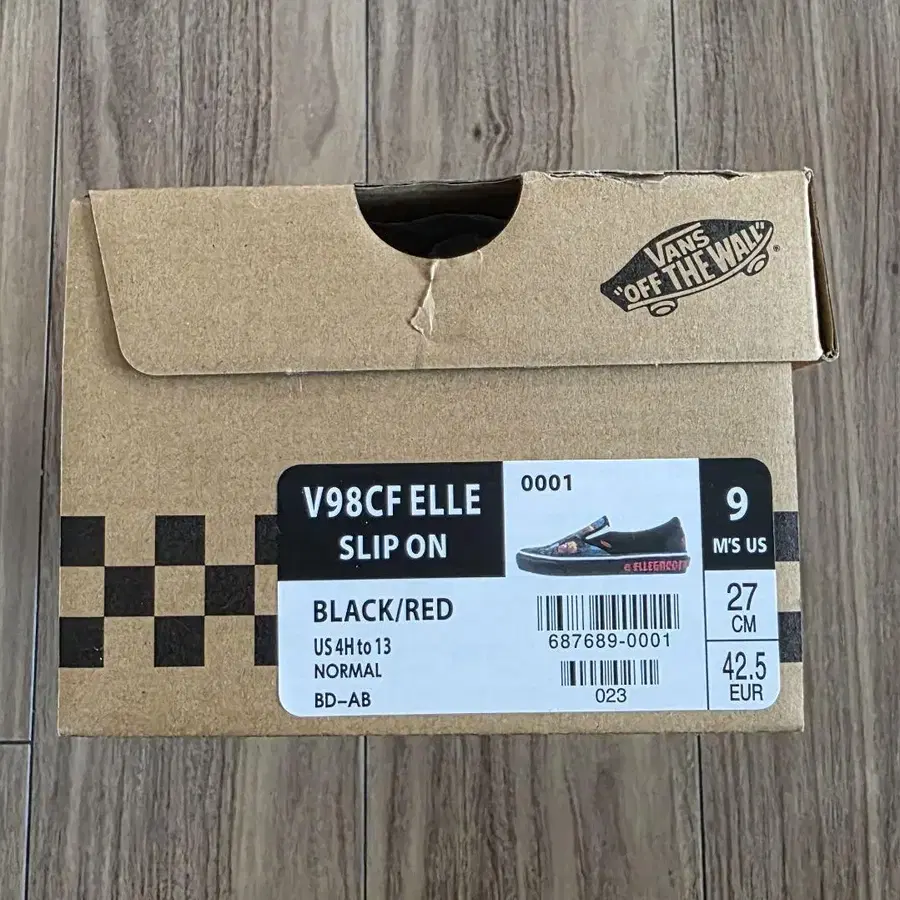 VANS
"OFF THE WALL"
®
V98CF ELLE
SLIP ON
0001
9
M'S US
BLACK/RED
US 4H to 13
NORMAL
BD-AB
687689-0001
023
27
CM
42.5
EUR